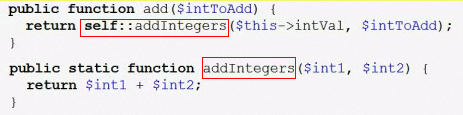 public function add($intToAdd) {
return self::addIntegers($this->intVal, $intToAdd);
}
public static function addIntegers($int1, $int2) {
return $int1 + $int2;
}